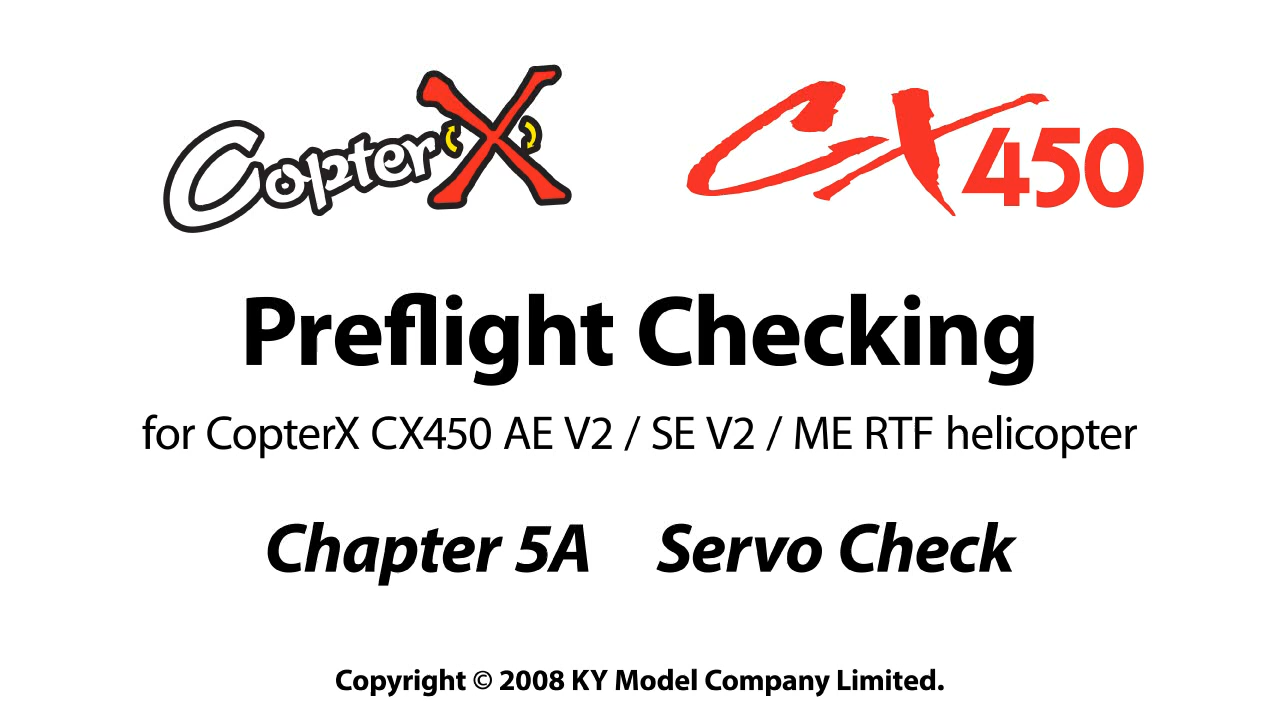 CopterX CX450
Preflight Checking
for CopterX CX450 AE V2 / SE V2 / ME RTF helicopter
Chapter 5A Servo Check
Copyright © 2008 KY Model Company Limited.